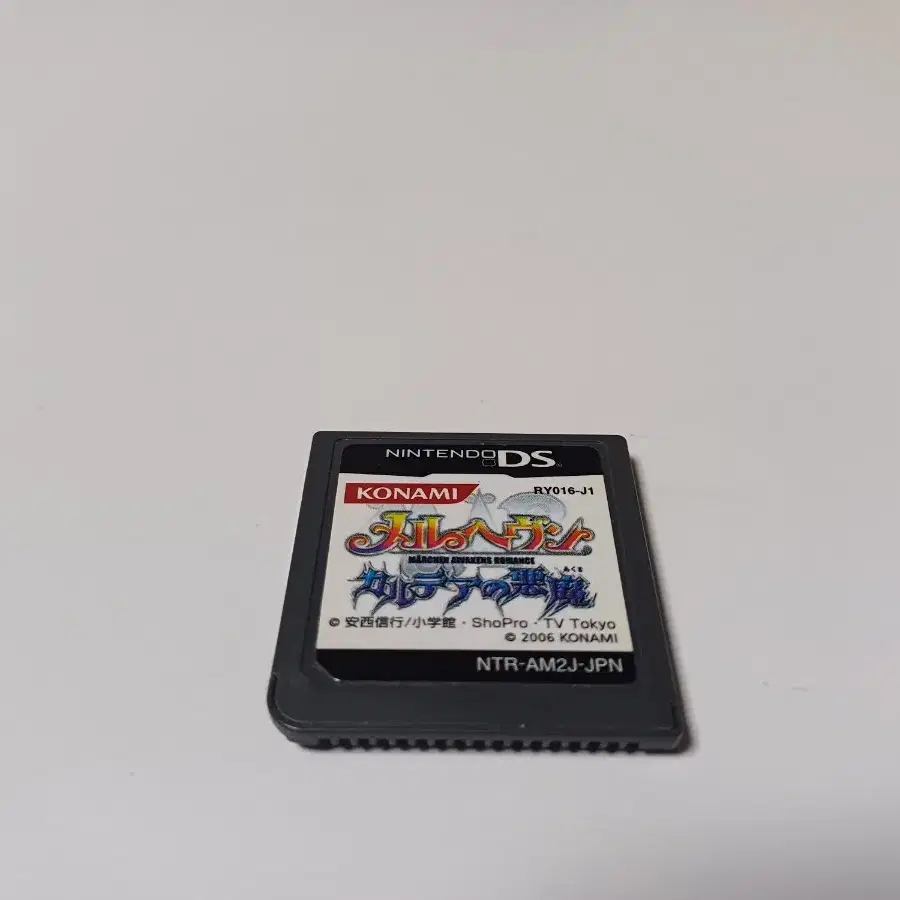 NINTENDO DS
KONAMI
RY016-J1
メルヘヴン
MÄRCHEN AWAKENS ROMANCE
あくま
カルデアの悪魔
© 安西信行/小学館・ShoPro・TV Tokyo
© 2006 KONAMI
NTR-AM2J-JPN